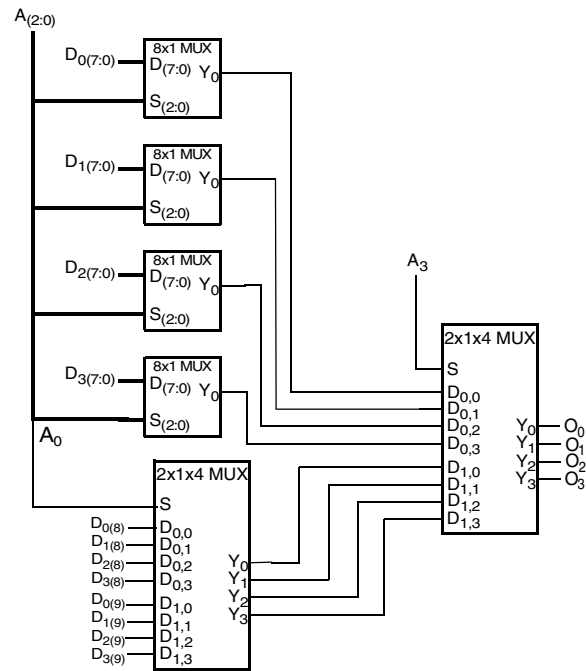 A(2:0)
8x1 MUX
D0(7:0)
D(7:0) Y0
S(2:0)
8x1 MUX
D1(7:0)
D(7:0) Y0
S(2:0)
8x1 MUX
D2(7:0)
D(7:0) Y0
S(2:0)
8x1 MUX
D3(7:0)
D(7:0) Y0
S(2:0)
A0
A3
2x1x4 MUX
S
D0,0
D0,1
D0,2
D0,3
D1,0
D1,1
D1,2
D1,3
Y0 O0
Y1 O1
Y2 O2
Y3 O3
2x1x4 MUX
S
D0(8) D0,0
D1(8) D0,1
D2(8) D0,2
D3(8) D0,3
D0(9) D1,0
D1(9) D1,1
D2(9) D1,2
D3(9) D1,3
Y0
Y1
Y2
Y3